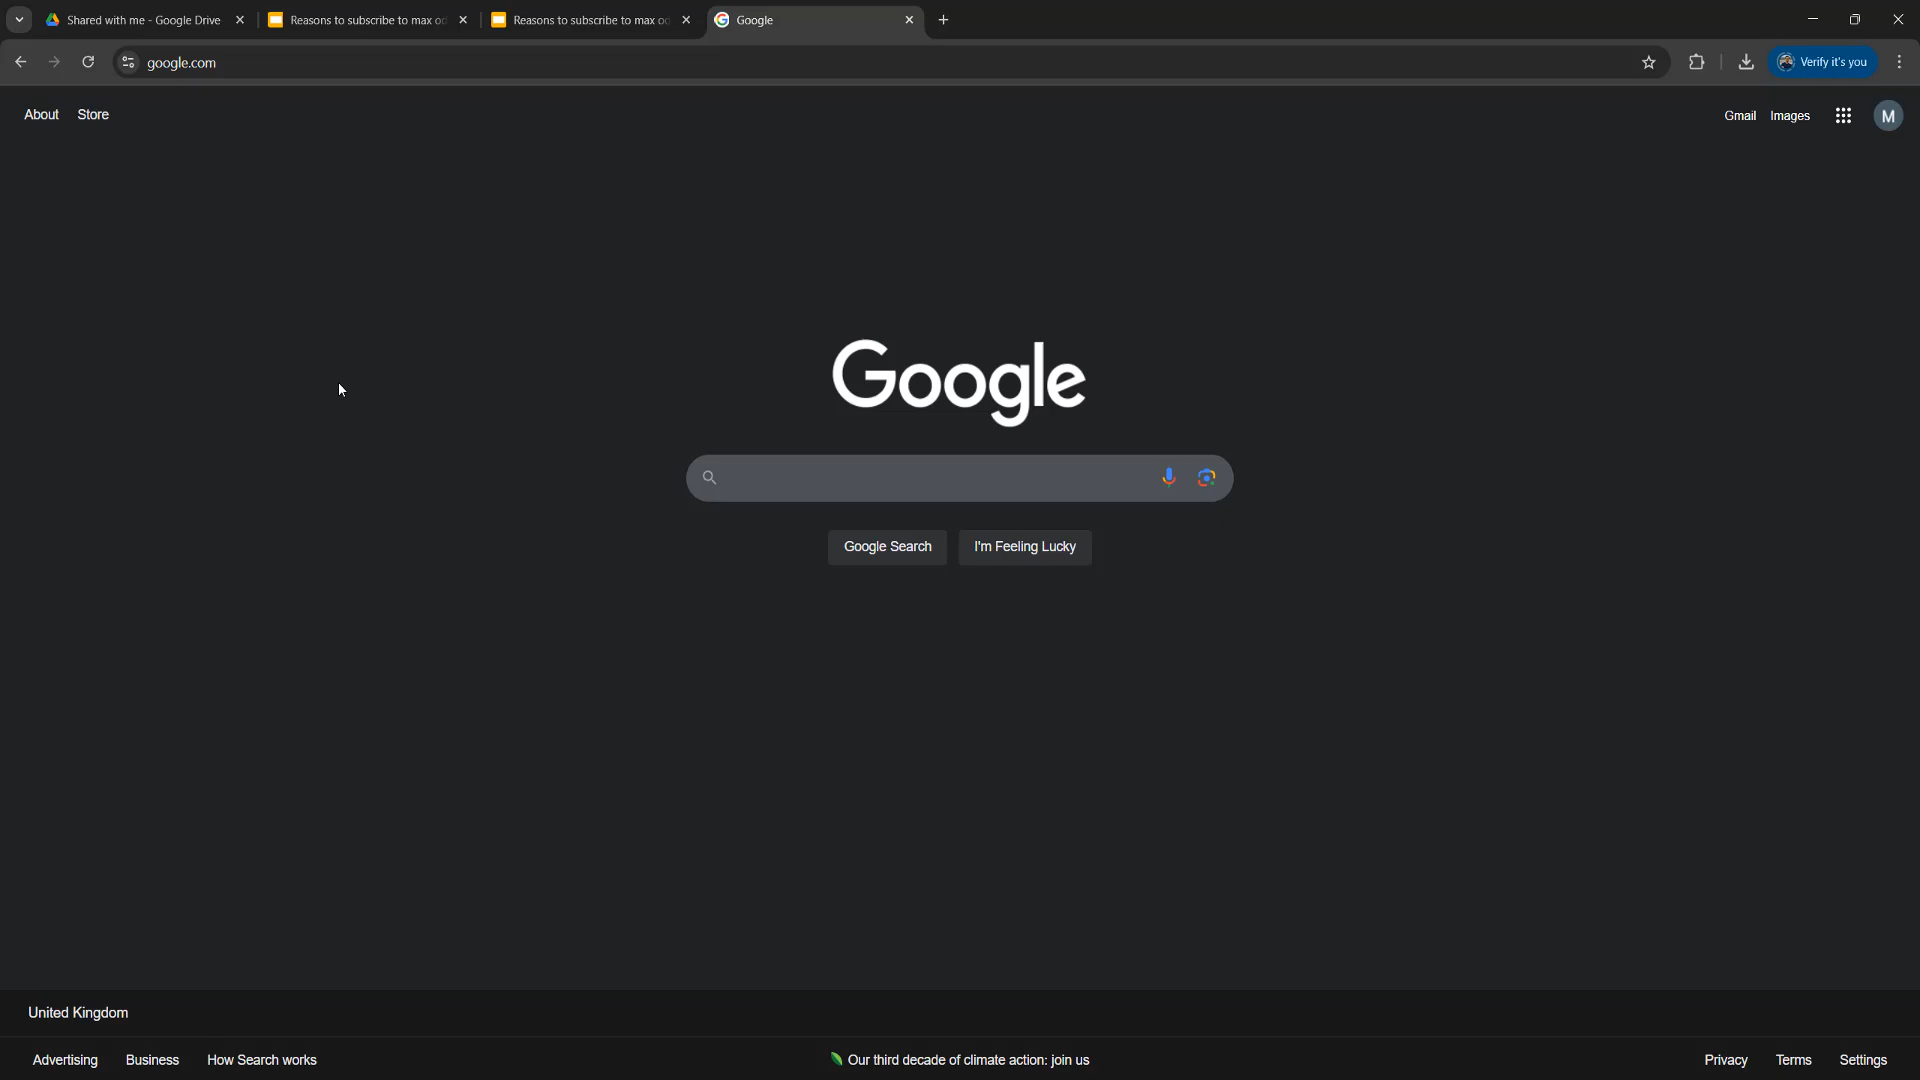 Shared with me - Google Drive
Reasons to subscribe to max od
Reasons to subscribe to max od
Google
google.com
Verify it's you
About
Store
Gmail
Images
M
Google
Google Search
I'm Feeling Lucky
United Kingdom
Advertising
Business
How Search works
Our third decade of climate action: join us
Privacy
Terms
Settings